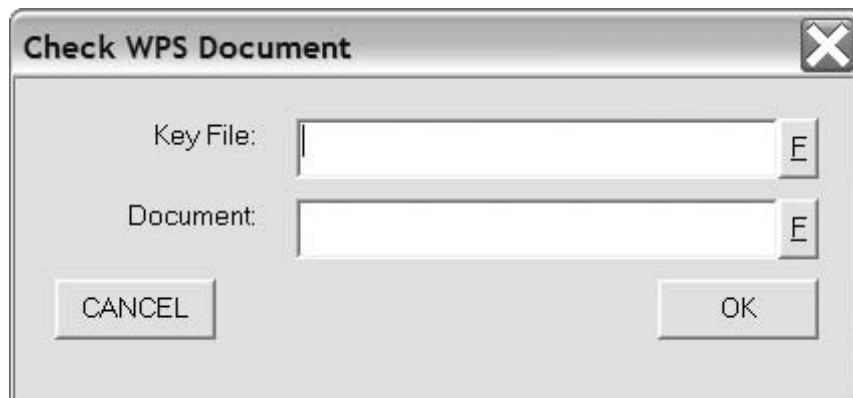 Check WPS Document
Key File:
F
Document:
F
CANCEL
OK